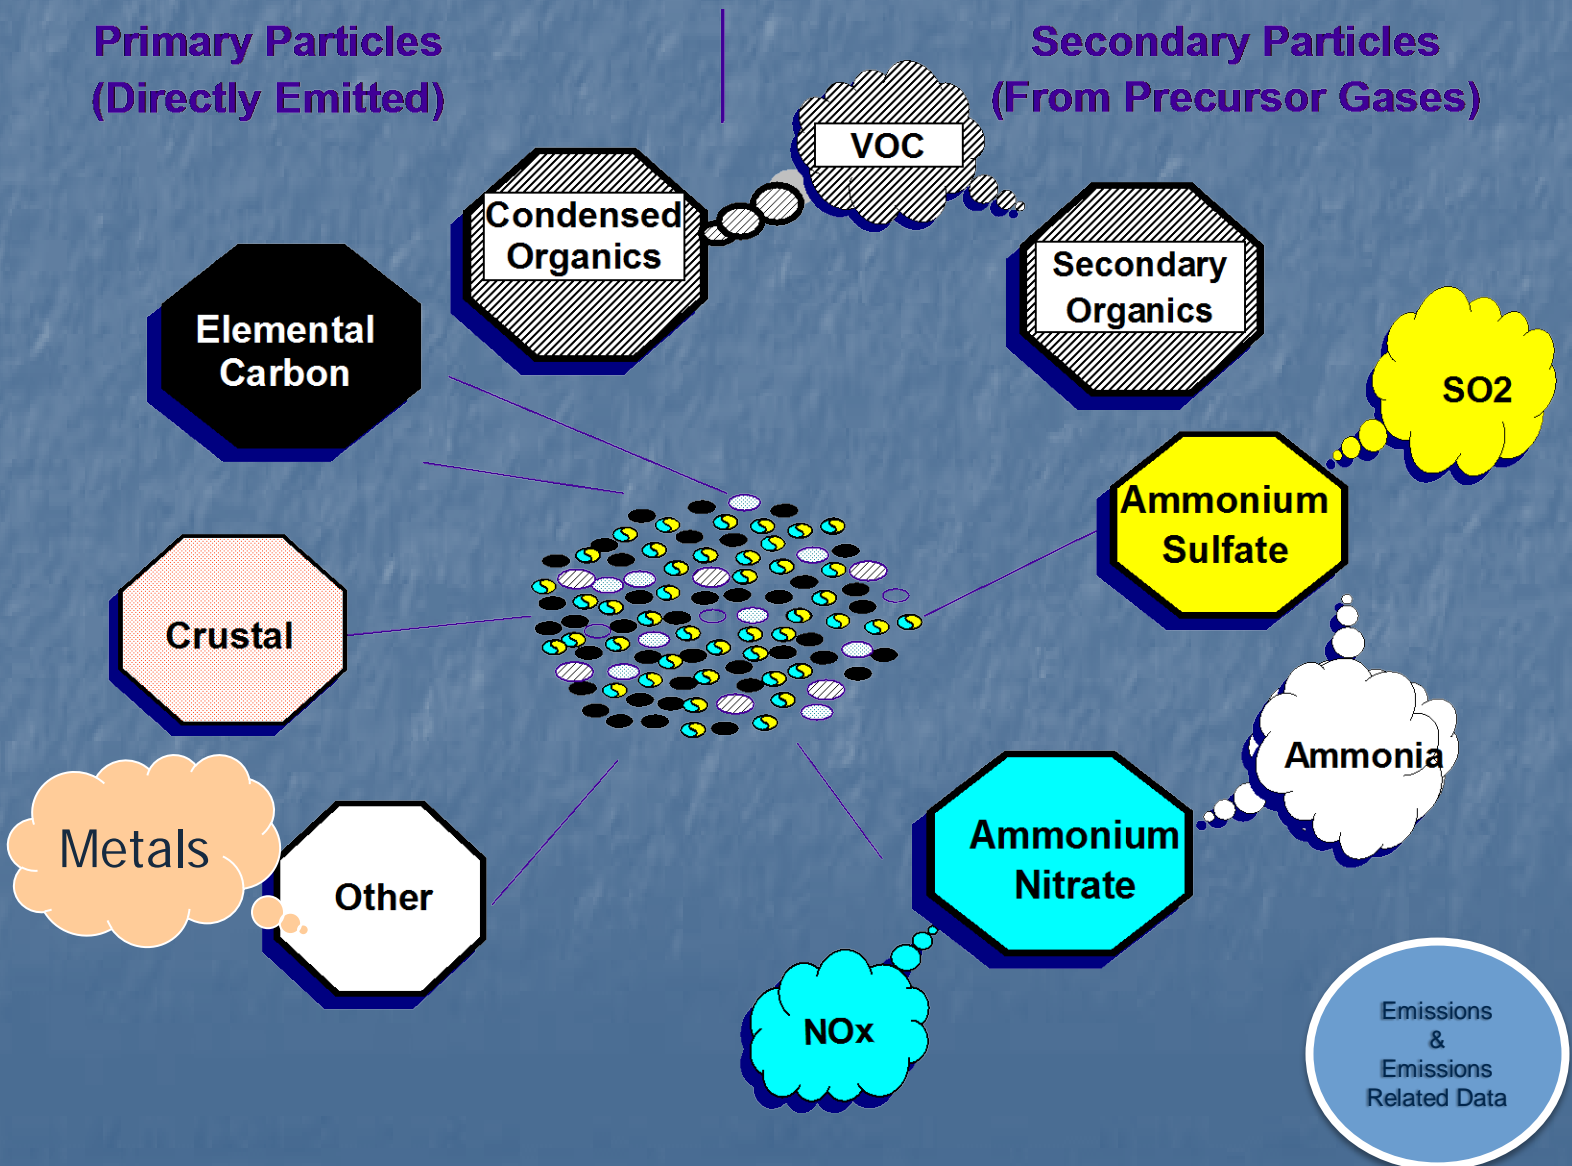 Primary Particles
(Directly Emitted)
Secondary Particles
(From Precursor Gases)
VOC
Condensed
Organics
Secondary
Organics
Elemental
Carbon
SO2
Ammonium
Sulfate
Crustal
Ammonia
Metals
Other
Ammonium
Nitrate
NOx
Emissions
&
Emissions
Related Data